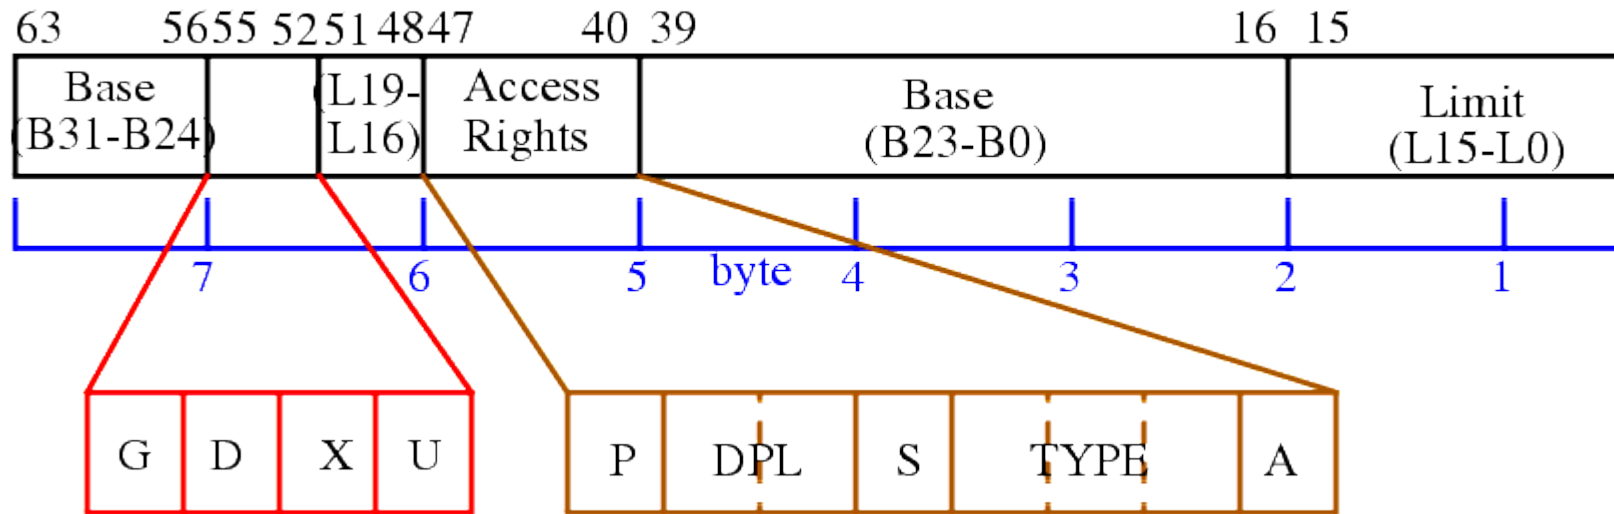 63 5655 5251 4847 40 39 16 15
Base (L19- Access Base Limit
(B31-B24) L16) Rights (B23-B0) (L15-L0)
7 6 5 byte 4 3 2 1
G D X U P DPL S TYPE A